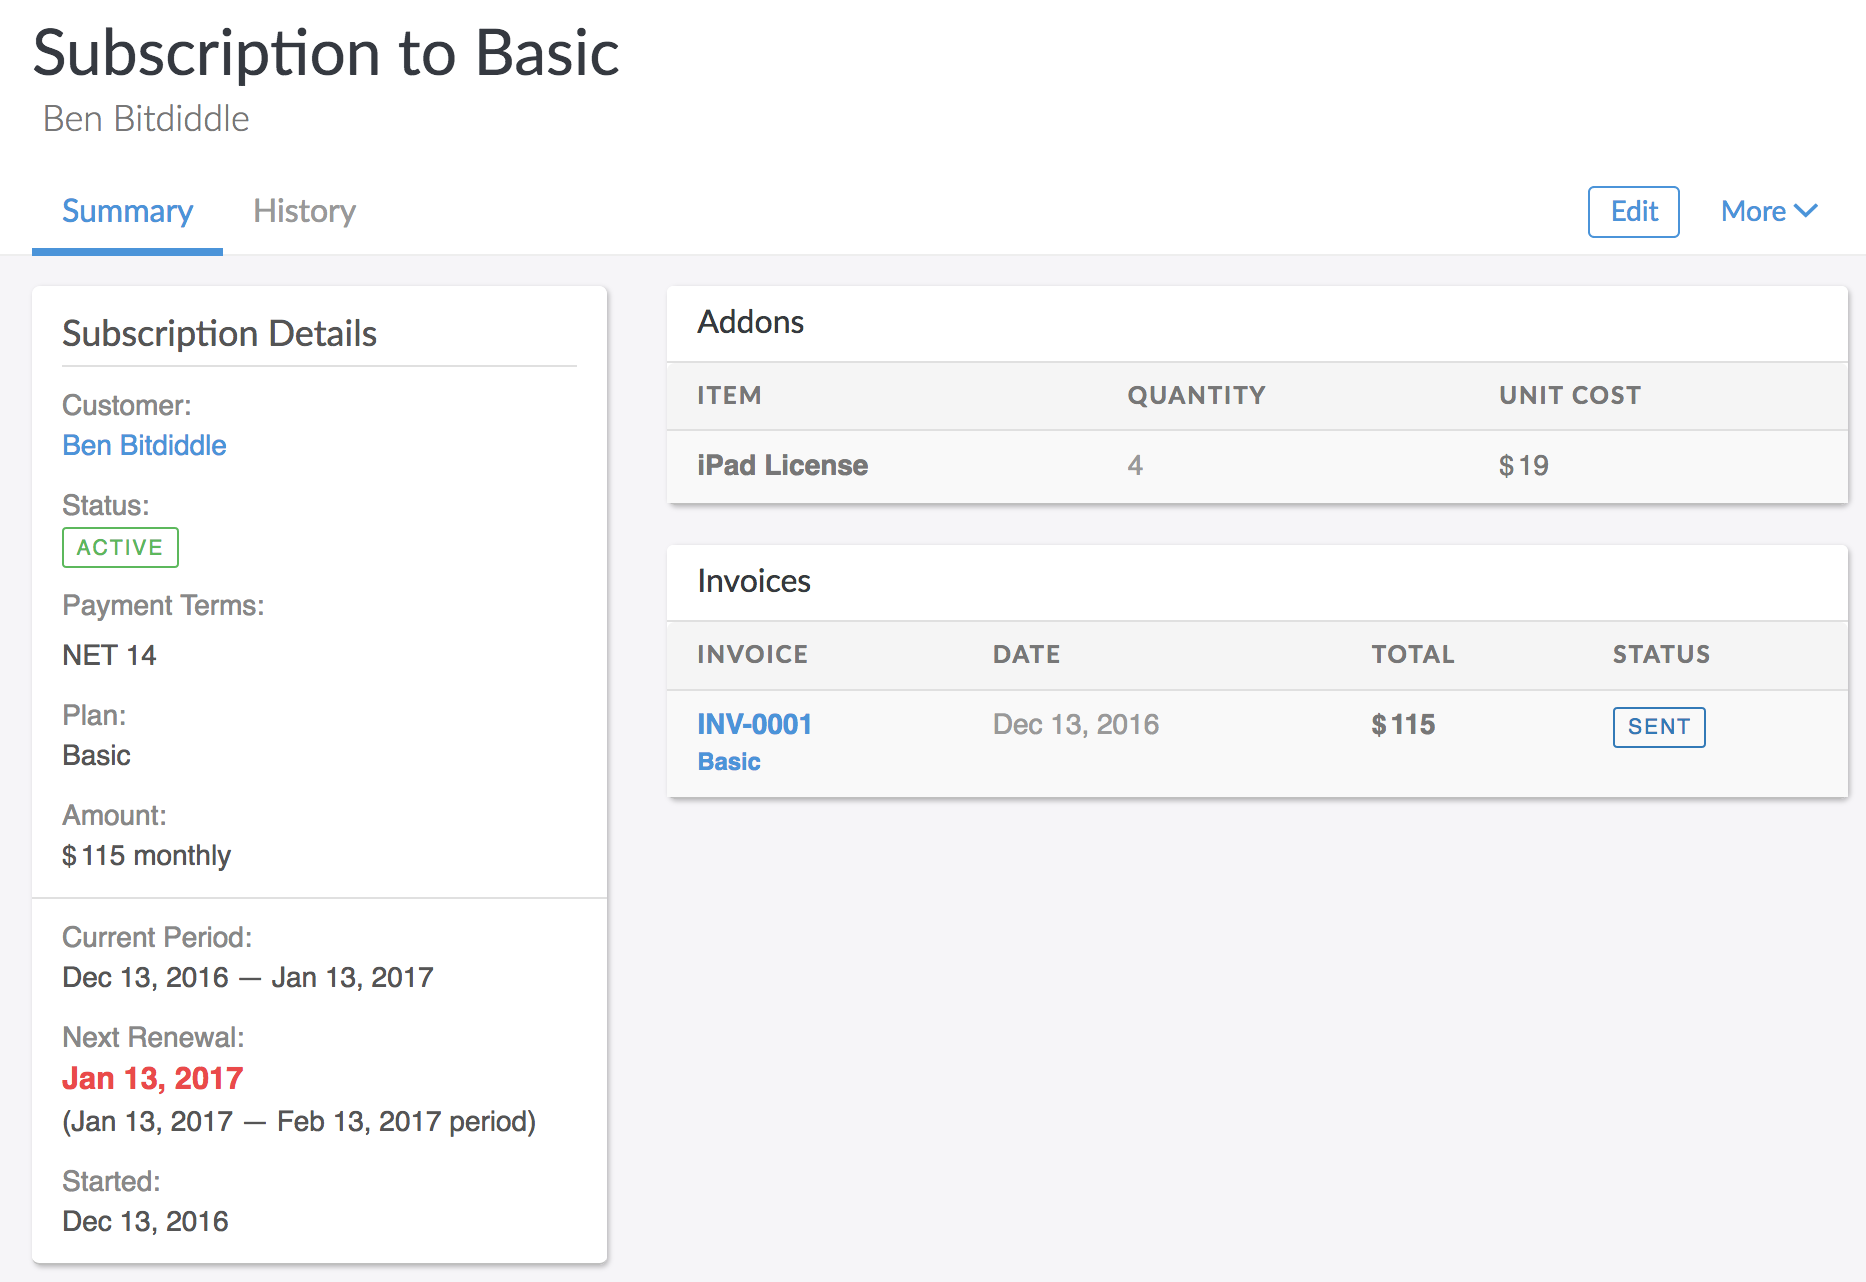 Subscription to Basic
Ben Bitdiddle
Summary History Edit More
Subscription Details
Customer:
Ben Bitdiddle
Status:
ACTIVE
Payment Terms:
NET 14
Plan:
Basic
Amount:
$115 monthly
Current Period:
Dec 13, 2016 — Jan 13, 2017
Next Renewal:
Jan 13, 2017
(Jan 13, 2017 — Feb 13, 2017 period)
Started:
Dec 13, 2016
Addons
ITEM QUANTITY UNIT COST
iPad License 4 $19
Invoices
INVOICE DATE TOTAL STATUS
INV-0001 Dec 13, 2016 $115 SENT
Basic